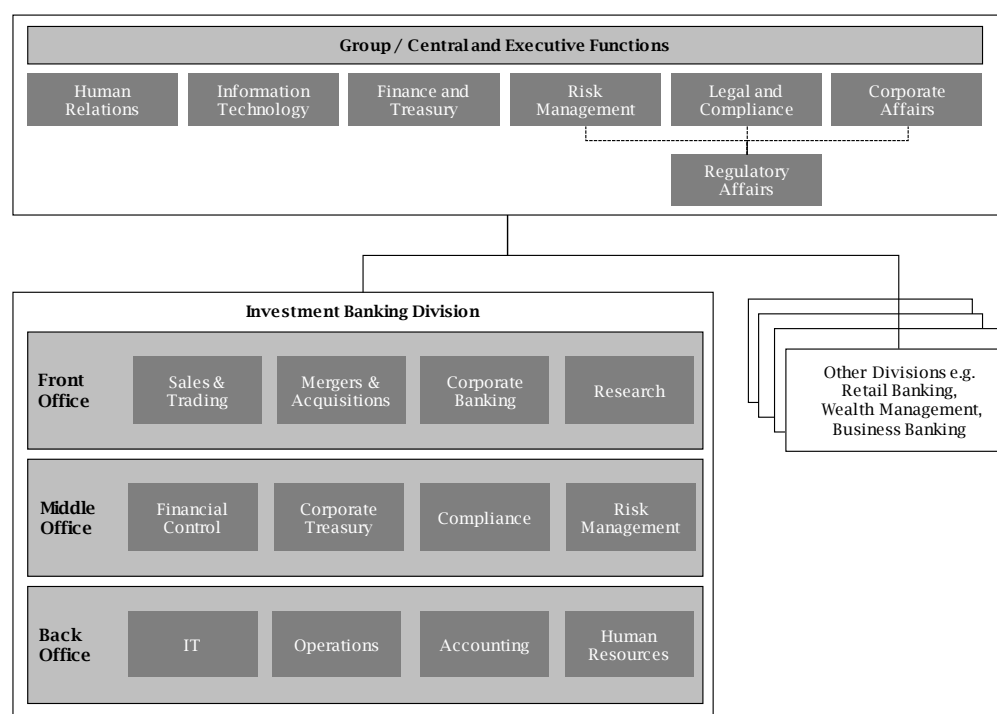 Group / Central and Executive Functions
Human
Relations
Information
Technology
Finance and
Treasury
Risk
Management
Legal and
Compliance
Corporate
Affairs
Regulatory
Affairs
Investment Banking Division
Front
Office
Sales &
Trading
Mergers &
Acquisitions
Corporate
Banking
Research
Other Divisions e.g.
Retail Banking,
Wealth Management,
Business Banking
Middle
Office
Financial
Control
Corporate
Treasury
Compliance
Risk
Management
Back
Office
IT
Operations
Accounting
Human
Resources